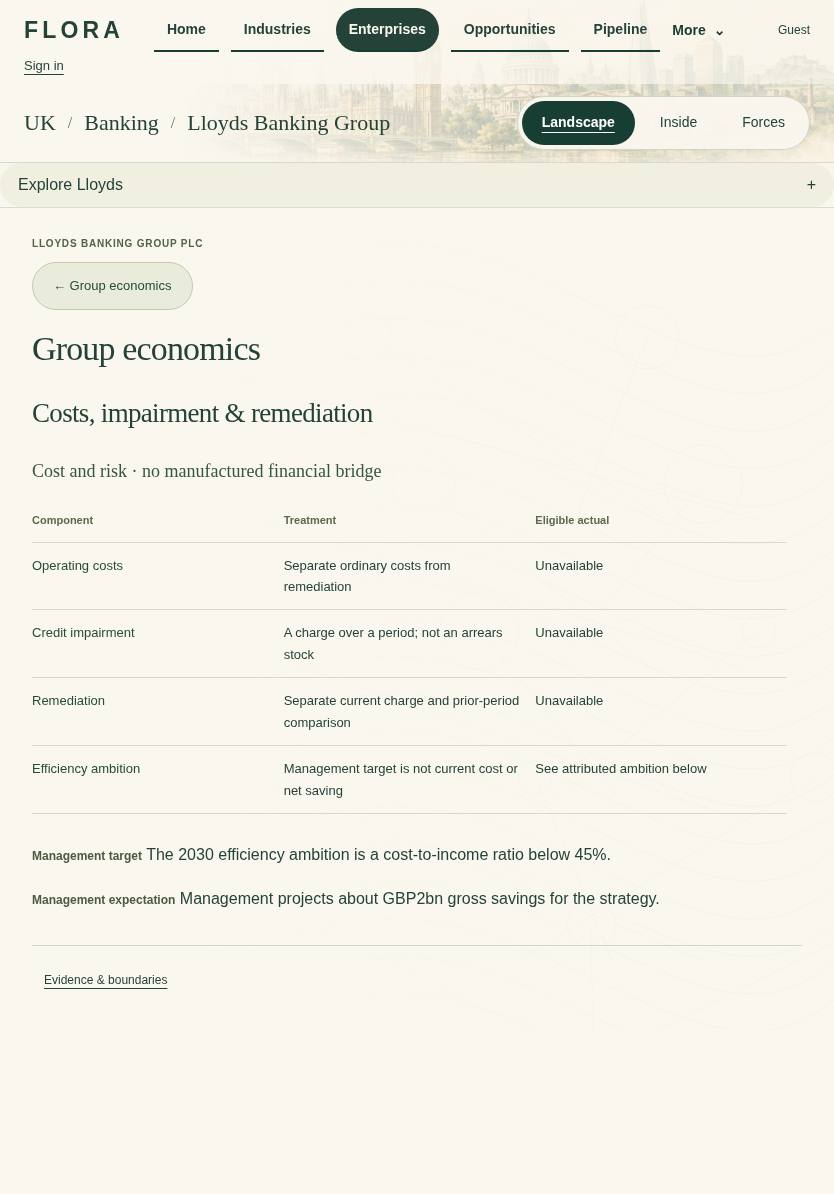 FLORA
Home
Industries
Enterprises
Opportunities
Pipeline
More
Guest
Sign in
UK / Banking / Lloyds Banking Group
Landscape
Inside
Forces
Explore Lloyds
+
LLOYDS BANKING GROUP PLC
← Group economics
Group economics
Costs, impairment & remediation
Cost and risk · no manufactured financial bridge
Component
Treatment
Eligible actual
Operating costs
Separate ordinary costs from
remediation
Unavailable
Credit impairment
A charge over a period; not an arrears
stock
Unavailable
Remediation
Separate current charge and prior-period
comparison
Unavailable
Efficiency ambition
Management target is not current cost or
net saving
See attributed ambition below
Management target The 2030 efficiency ambition is a cost-to-income ratio below 45%.
Management expectation Management projects about GBP2bn gross savings for the strategy.
Evidence & boundaries